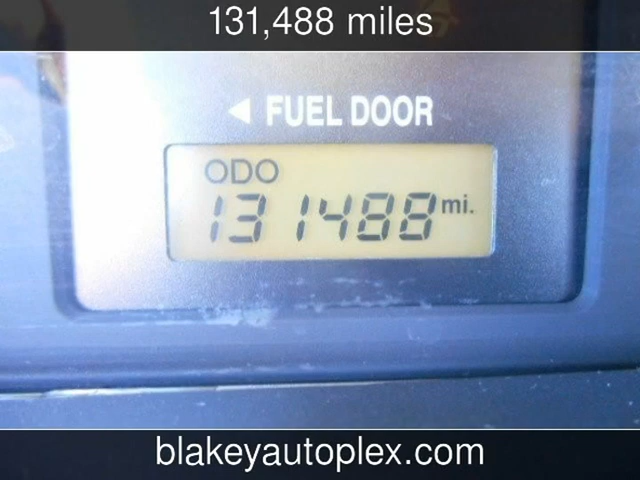 131,488 miles
◄ FUEL DOOR
ODO
131488 mi.
blakeyautoplex.com